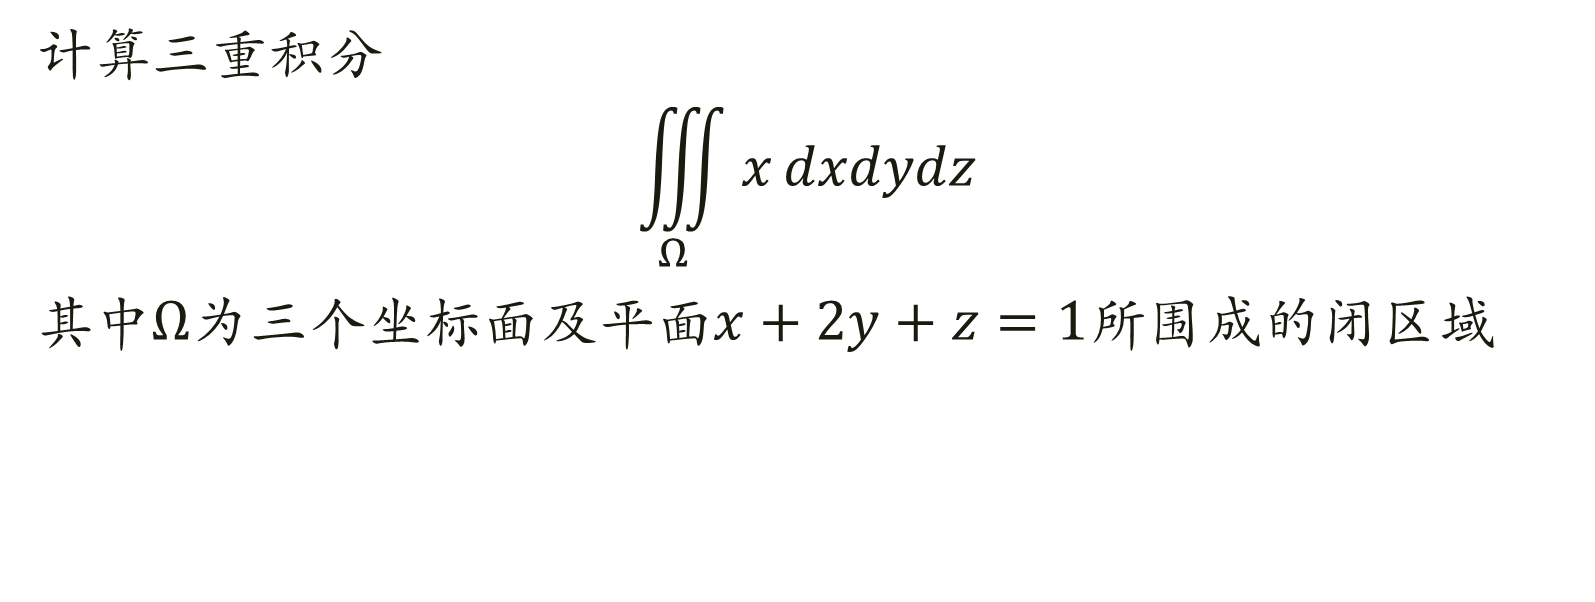 计算三重积分
∭ x dxdydz
Ω
其中Ω为三个坐标面及平面x + 2y + z = 1所围成的闭区域